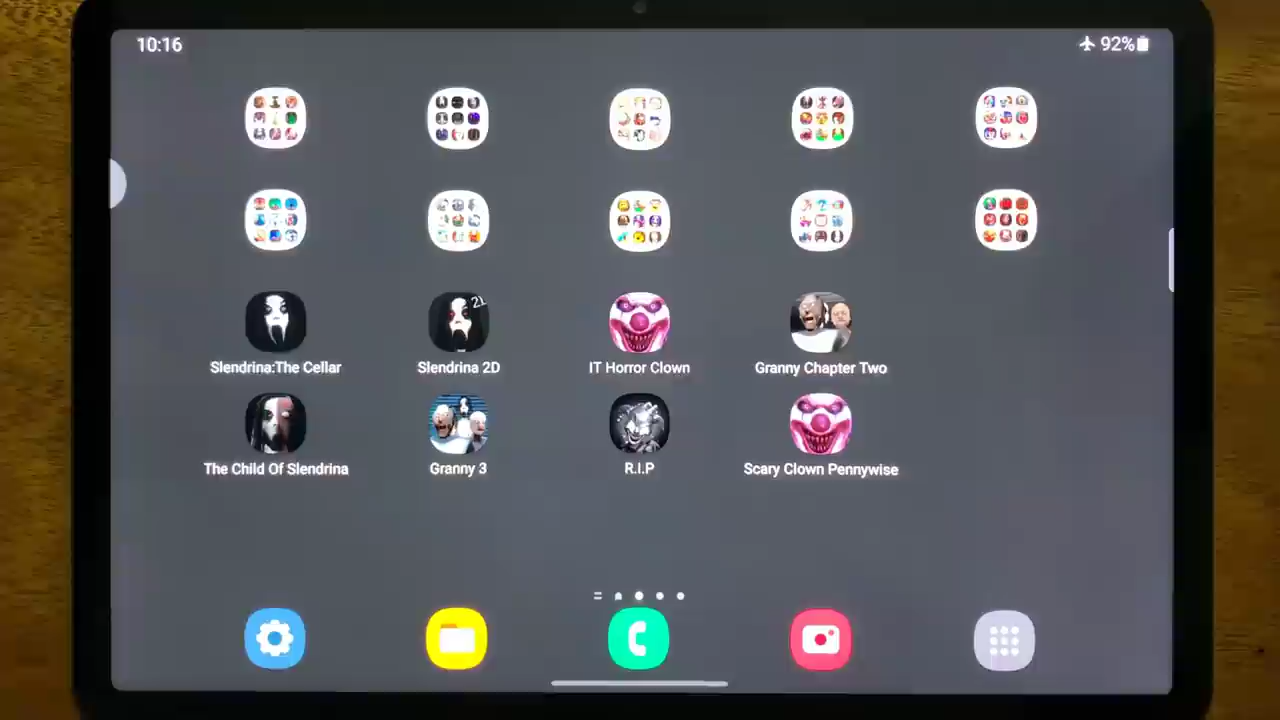 10:16
92%
21
Slendrina:The Cellar
Slendrina 2D
IT Horror Clown
Granny Chapter Two
The Child Of Slendrina
Granny 3
R.I.P
Scary Clown Pennywise